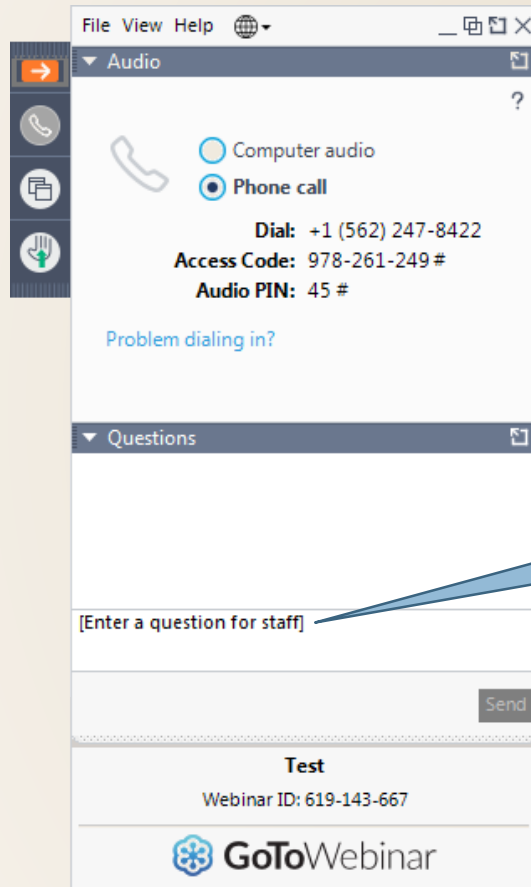 File View Help
Audio
?
Computer audio
Phone call
Dial: +1 (562) 247-8422
Access Code: 978-261-249 #
Audio PIN: 45 #
Problem dialing in?
Questions
[Enter a question for staff]
Send
Test
Webinar ID: 619-143-667
GoToWebinar